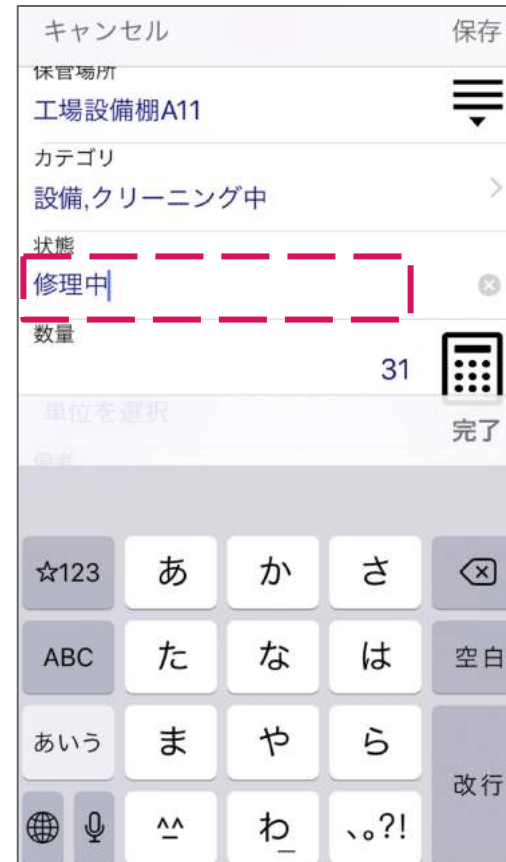 キャンセル 保存
保管場所
工場設備棚A11
カテゴリ
設備,クリーニング中
状態
修理中
数量
31
単位を選択
完了
備考
☆123 あ か さ
ABC た な は 空白
あいう ま や ら
改行
^^ わ 、。?!